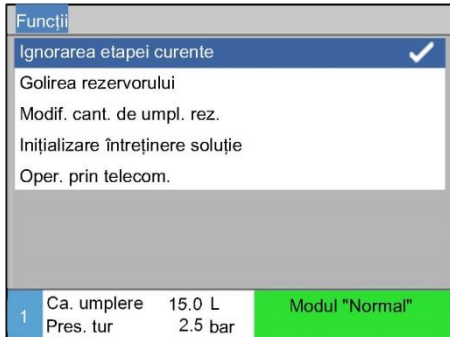 Funcții
Ignorarea etapei curente
Golirea rezervorului
Modif. cant. de umpl. rez.
Inițializare întreținere soluție
Oper. prin telecom.
1 Ca. umplere 15.0 L Modul "Normal"
Pres. tur 2.5 bar